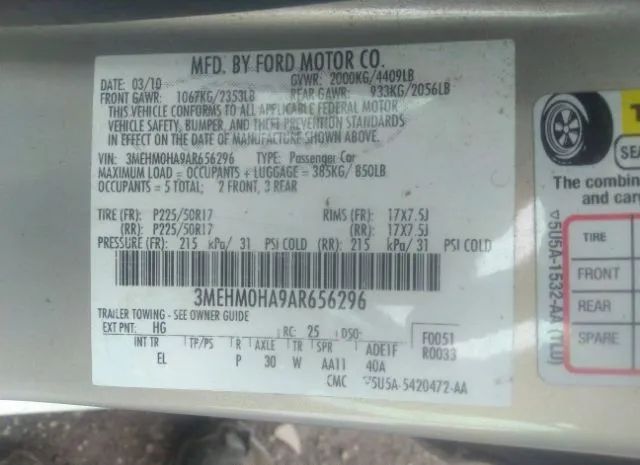 MFD. BY FORD MOTOR CO.
DATE: 03/10 GVWR: 2000KG/4409LB
FRONT GAWR: 1067KG/2353LB REAR GAWR: 933KG/2056LB
THIS VEHICLE CONFORMS TO ALL APPLICABLE FEDERAL MOTOR
VEHICLE SAFETY, BUMPER, AND THEFT PREVENTION STANDARDS
IN EFFECT ON THE DATE OF MANUFACTURE SHOWN ABOVE.
VIN: 3MEHM0HA9AR656296 TYPE: Passenger Car
MAXIMUM LOAD = OCCUPANTS + LUGGAGE = 385KG/ 850LB
OCCUPANTS = 5 TOTAL; 2 FRONT, 3 REAR
TIRE (FR): P225/50R17 RIMS (FR): 17X7.5J
(RR): P225/50R17 (RR): 17X7.5J
PRESSURE (FR): 215 kPa/ 31 PSI COLD (RR): 215 kPa/ 31 PSI COLD
3MEHM0HA9AR656296
TRAILER TOWING - SEE OWNER GUIDE
EXT PNT: HG RC: 25 DSO: F0051
INT TR TP/PS R AXLE TR SPR ADE1F R0033
EL P 30 W AA11 40A
CMC ▽5U5A-5420472-AA
▽5U5A-1532-AA (TLU)
The combin
and car
TIRE
FRONT
REAR
SPARE